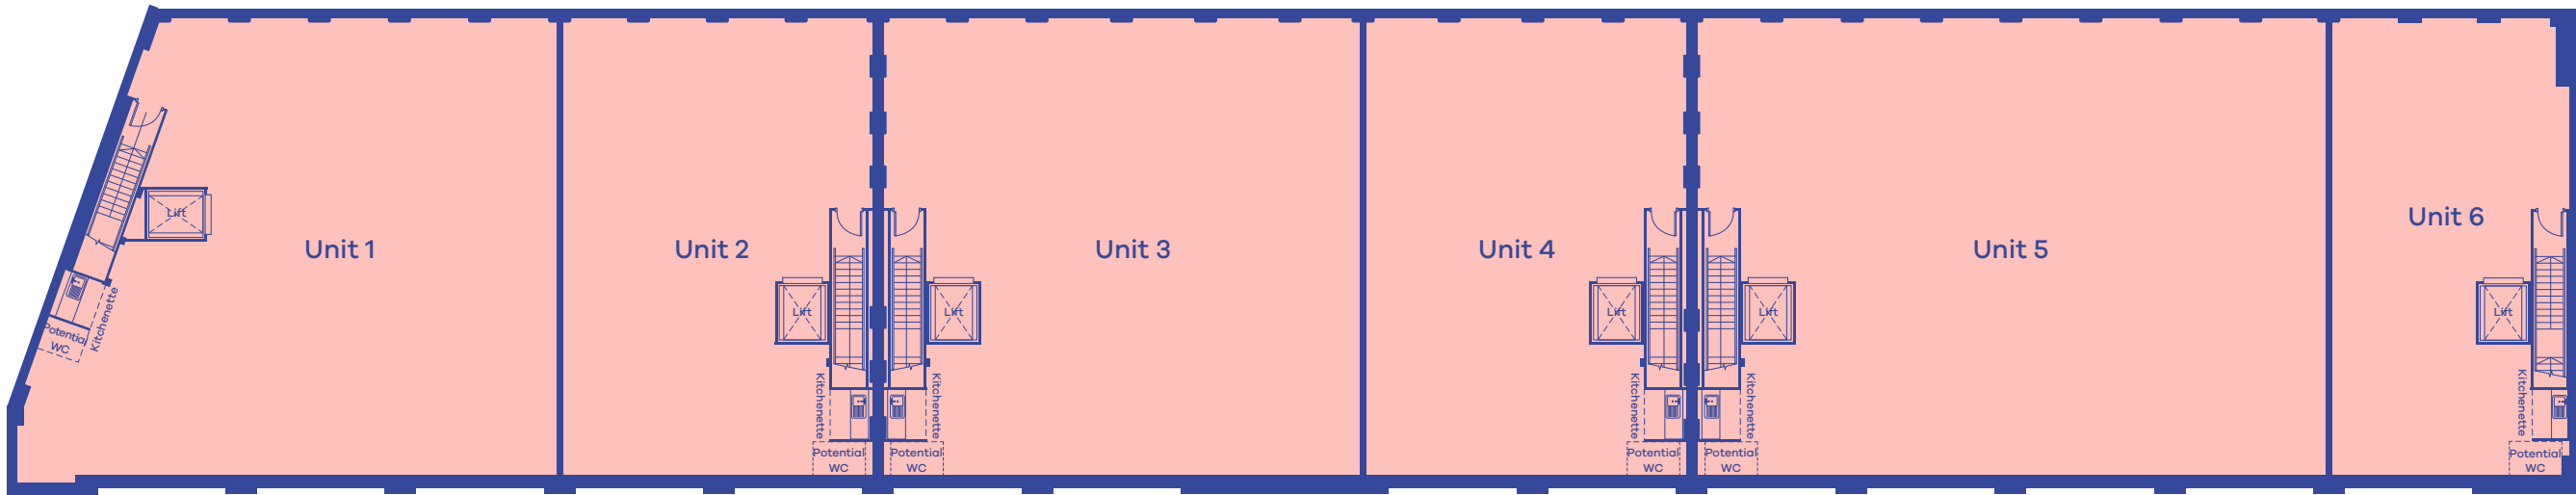 Unit 1
Lift
Kitchenette
Potential
WC
Unit 2
Lift
Kitchenette
Potential
WC
Unit 3
Lift
Kitchenette
Potential
WC
Unit 4
Lift
Kitchenette
Potential
WC
Unit 5
Lift
Kitchenette
Potential
WC
Unit 6
Lift
Kitchenette
Potential
WC